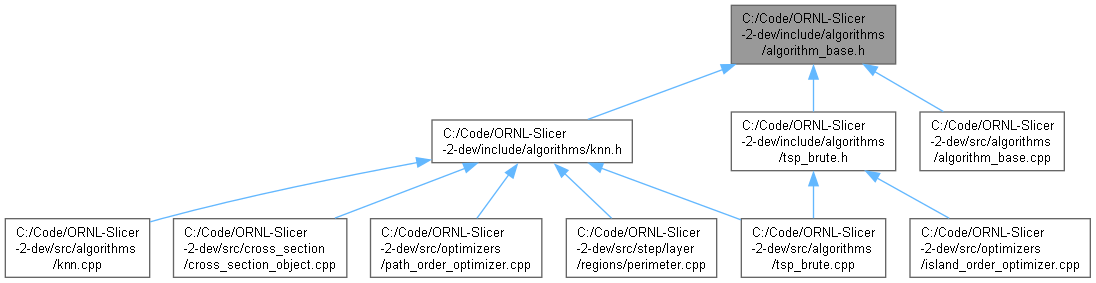 C:/Code/ORNL-Slicer
-2-dev/include/algorithms
/algorithm_base.h
C:/Code/ORNL-Slicer
-2-dev/include/algorithms/knn.h
C:/Code/ORNL-Slicer
-2-dev/include/algorithms
/tsp_brute.h
C:/Code/ORNL-Slicer
-2-dev/src/algorithms
/algorithm_base.cpp
C:/Code/ORNL-Slicer
-2-dev/src/algorithms
/knn.cpp
C:/Code/ORNL-Slicer
-2-dev/src/cross_section
/cross_section_object.cpp
C:/Code/ORNL-Slicer
-2-dev/src/optimizers
/path_order_optimizer.cpp
C:/Code/ORNL-Slicer
-2-dev/src/step/layer
/regions/perimeter.cpp
C:/Code/ORNL-Slicer
-2-dev/src/algorithms
/tsp_brute.cpp
C:/Code/ORNL-Slicer
-2-dev/src/optimizers
/island_order_optimizer.cpp